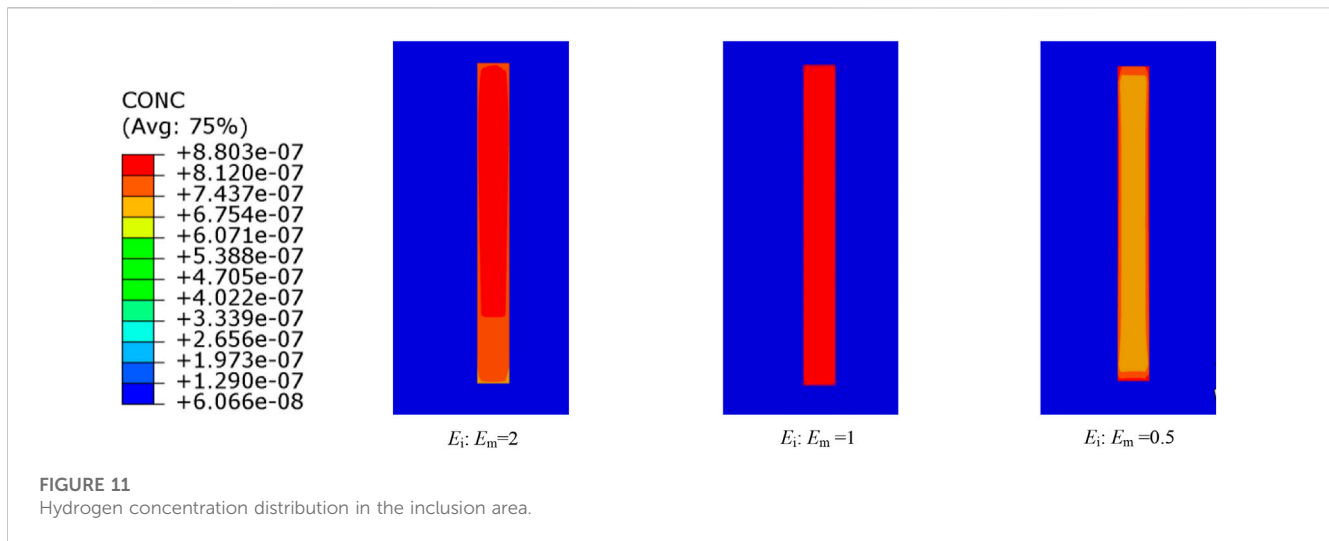 CONC
(Avg: 75%)
+8.803e-07
+8.120e-07
+7.437e-07
+6.754e-07
+6.071e-07
+5.388e-07
+4.705e-07
+4.022e-07
+3.339e-07
+2.656e-07
+1.973e-07
+1.290e-07
+6.066e-08
Ei: Em=2
Ei: Em =1
Ei: Em =0.5
FIGURE 11
Hydrogen concentration distribution in the inclusion area.